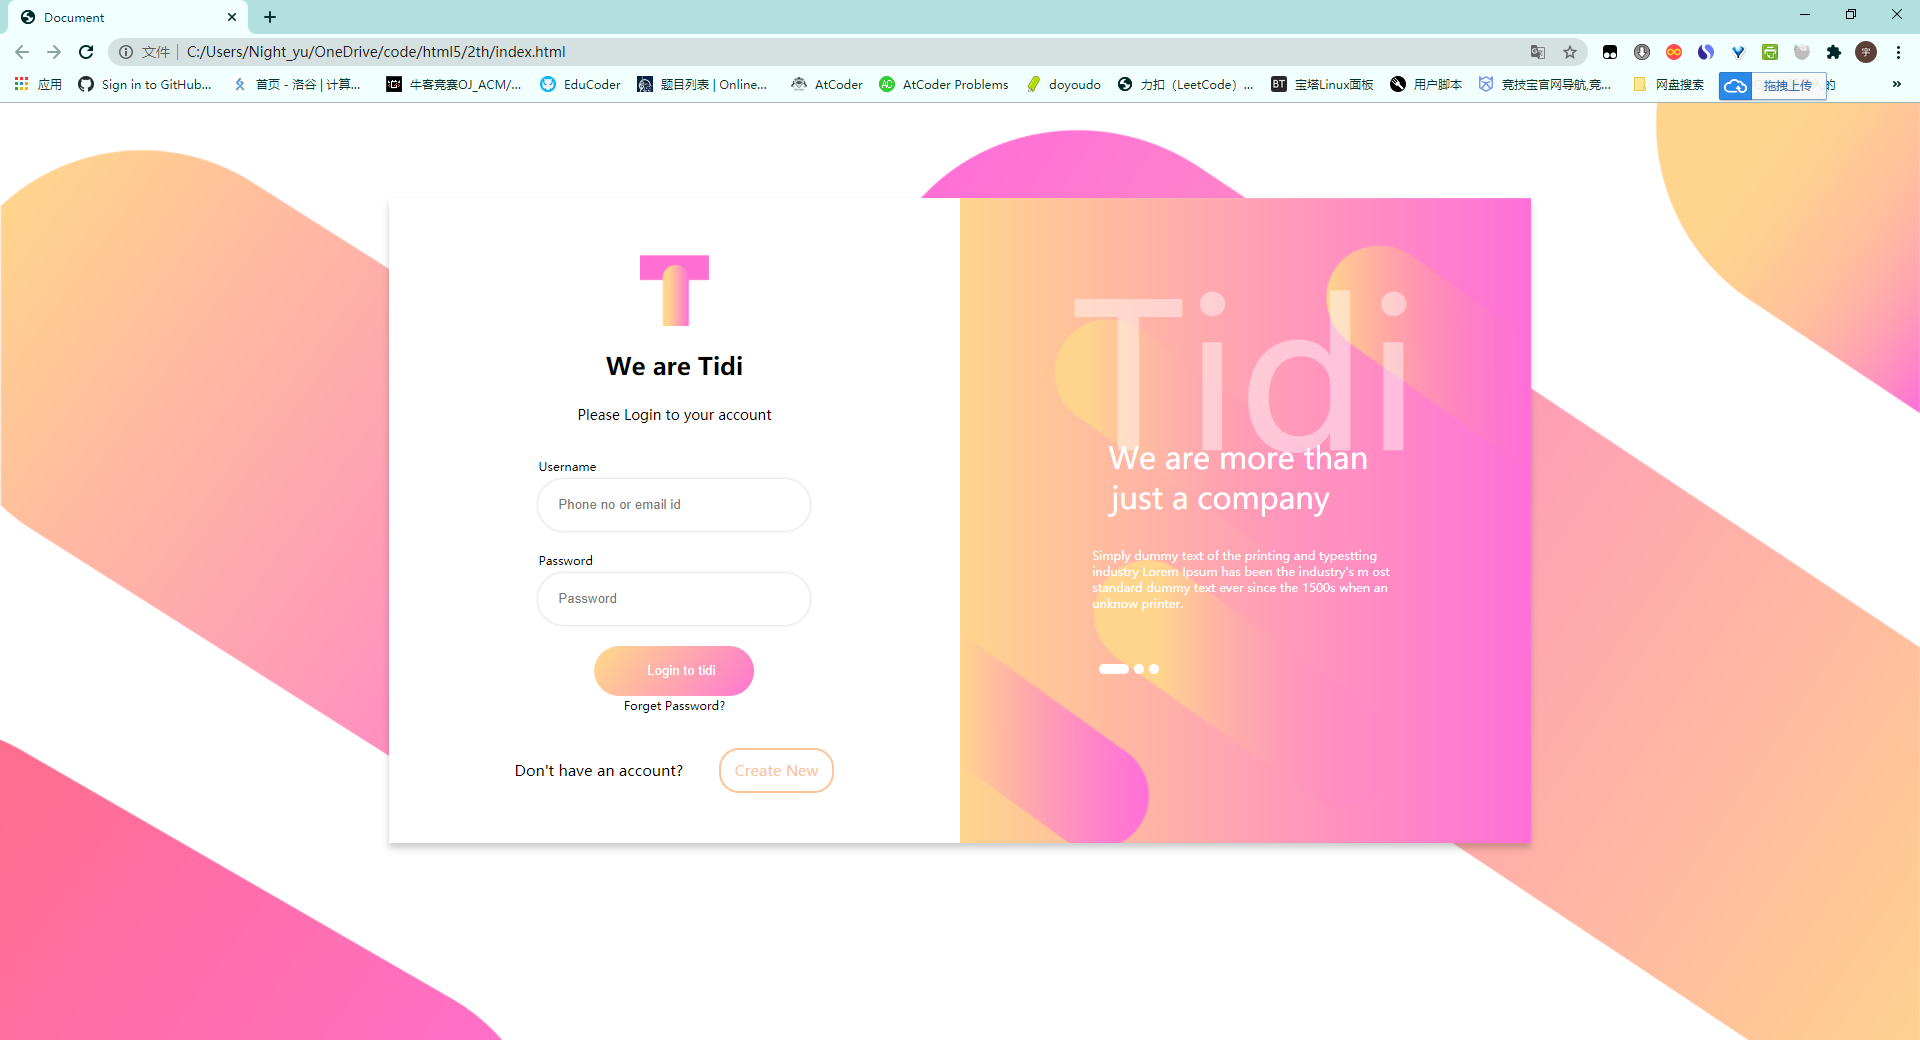 Document
文件 | C:/Users/Night_yu/OneDrive/code/html5/2th/index.html
应用 Sign in to GitHub... 首页 - 洛谷 | 计算... 牛客竞赛OJ_ACM/... EduCoder 题目列表 | Online... AtCoder AtCoder Problems doyoudo 力扣（LeetCode）... 宝塔Linux面板 用户脚本 竞技宝官网导航,竞... 网盘搜索 拖拽上传 的 »
T
We are Tidi
Please Login to your account
Username
Phone no or email id
Password
Password
Login to tidi
Forget Password?
Don't have an account? Create New
Tidi
We are more than
just a company
Simply dummy text of the printing and typestting
industry Lorem Ipsum has been the industry's m ost
standard dummy text ever since the 1500s when an
unknow printer.